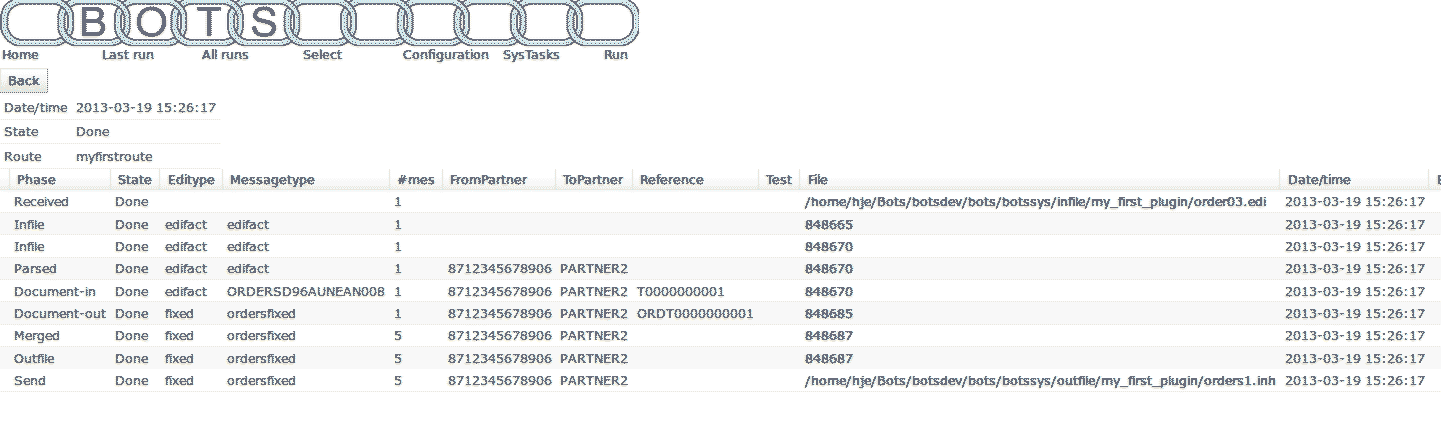 BOTS
Home Last run All runs Select Configuration SysTasks Run
Back
Date/time 2013-03-19 15:26:17
State Done
Route myfirstroute
Phase State Editype Messagetype #mes FromPartner ToPartner Reference Test File Date/time
Received Done 1 /home/hje/Bots/botsdev/bots/botssys/infile/my_first_plugin/order03.edi 2013-03-19 15:26:17
Infile Done edifact edifact 1 848665 2013-03-19 15:26:17
Infile Done edifact edifact 1 848670 2013-03-19 15:26:17
Parsed Done edifact edifact 1 8712345678906 PARTNER2 848670 2013-03-19 15:26:17
Document-in Done edifact ORDERSD96AUNEAN008 1 8712345678906 PARTNER2 T0000000001 848670 2013-03-19 15:26:17
Document-out Done fixed ordersfixed 1 8712345678906 PARTNER2 ORDT0000000001 848685 2013-03-19 15:26:17
Merged Done fixed ordersfixed 5 8712345678906 PARTNER2 848687 2013-03-19 15:26:17
Outfile Done fixed ordersfixed 5 8712345678906 PARTNER2 848687 2013-03-19 15:26:17
Send Done fixed ordersfixed 5 8712345678906 PARTNER2 /home/hje/Bots/botsdev/bots/botssys/outfile/my_first_plugin/orders1.inh 2013-03-19 15:26:17